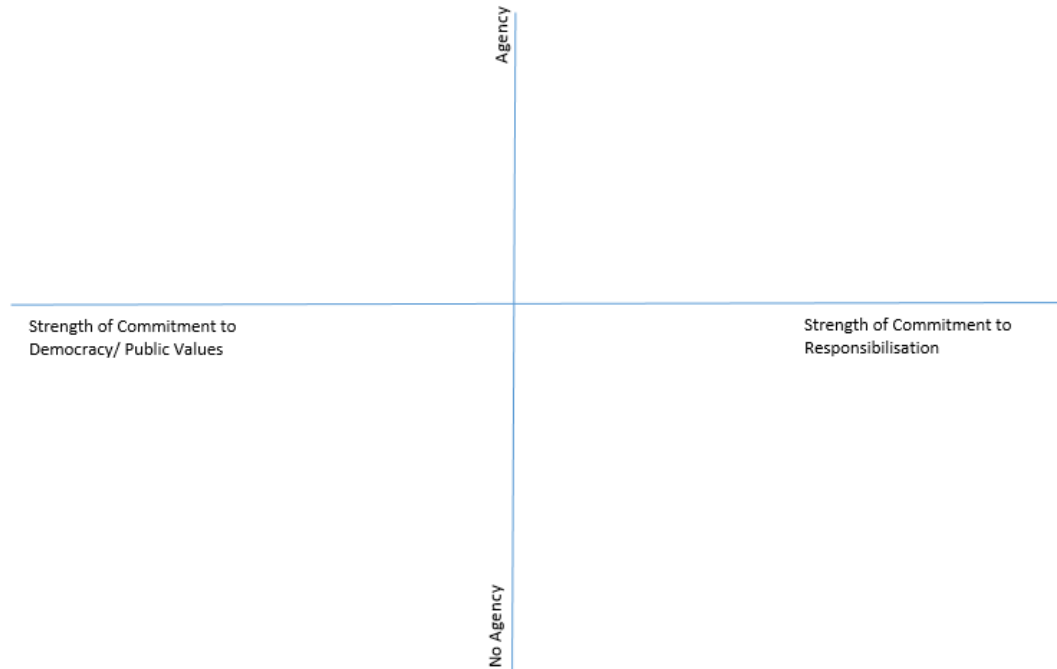 Agency
Strength of Commitment to
Democracy/ Public Values
Strength of Commitment to
Responsibilisation
No Agency